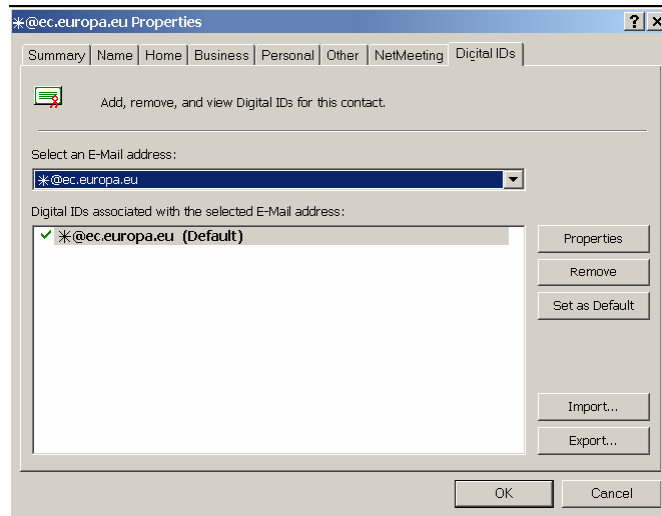 ✳@ec.europa.eu Properties
? x
Summary Name Home Business Personal Other NetMeeting Digital IDs
Add, remove, and view Digital IDs for this contact.
Select an E-Mail address:
✳@ec.europa.eu
Digital IDs associated with the selected E-Mail address:
✳@ec.europa.eu (Default)
Properties
Remove
Set as Default
Import...
Export...
OK Cancel